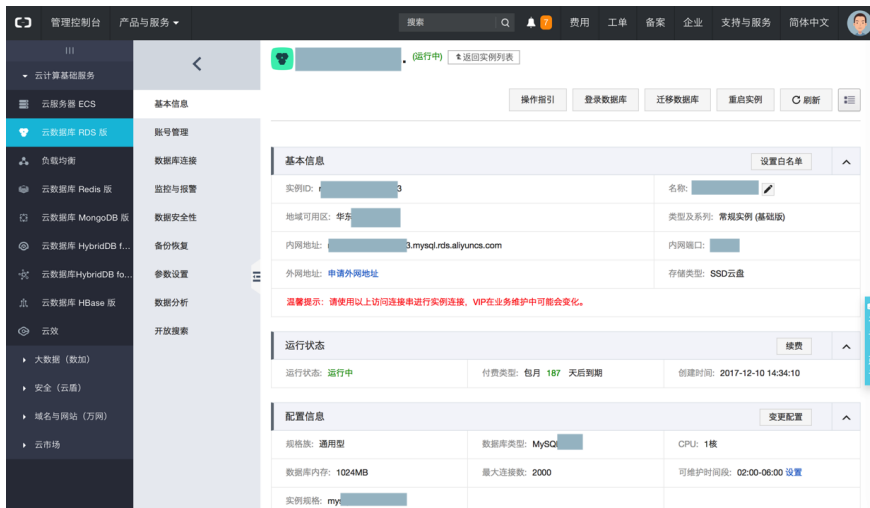 管理控制台 产品与服务 搜索 7 费用 工单 备案 企业 支持与服务 简体中文
云计算基础服务
云服务器 ECS
云数据库 RDS 版
负载均衡
云数据库 Redis 版
云数据库 MongoDB 版
云数据库 HybridDB f...
云数据库HybridDB fo...
云数据库 HBase 版
云效
大数据（数加）
安全（云盾）
域名与网站（万网）
云市场
基本信息
账号管理
数据库连接
监控与报警
数据安全性
备份恢复
参数设置
数据分析
开放搜索
(运行中) 返回实例列表
操作指引 登录数据库 迁移数据库 重启实例 刷新
基本信息 设置白名单
实例ID: 3 名称:
地域可用区: 华东 类型及系列: 常规实例 (基础版)
内网地址: 3.mysql.rds.aliyuncs.com 内网端口:
外网地址: 申请外网地址 存储类型: SSD云盘
温馨提示：请使用以上访问连接串进行实例连接，VIP在业务维护中可能会变化。
运行状态 续费
运行状态: 运行中 付费类型: 包月 187 天后到期 创建时间: 2017-12-10 14:34:10
配置信息 变更配置
规格族: 通用型 数据库类型: MySQL CPU: 1核
数据库内存: 1024MB 最大连接数: 2000 可维护时间段: 02:00-06:00 设置
实例规格: mys